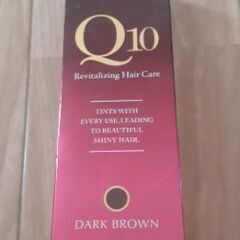 Q10
Revitalizing Hair Care
TINTS WITH
EVERY USE, LEADING
TO BEAUTIFUL
SHINY HAIR.
DARK BROWN